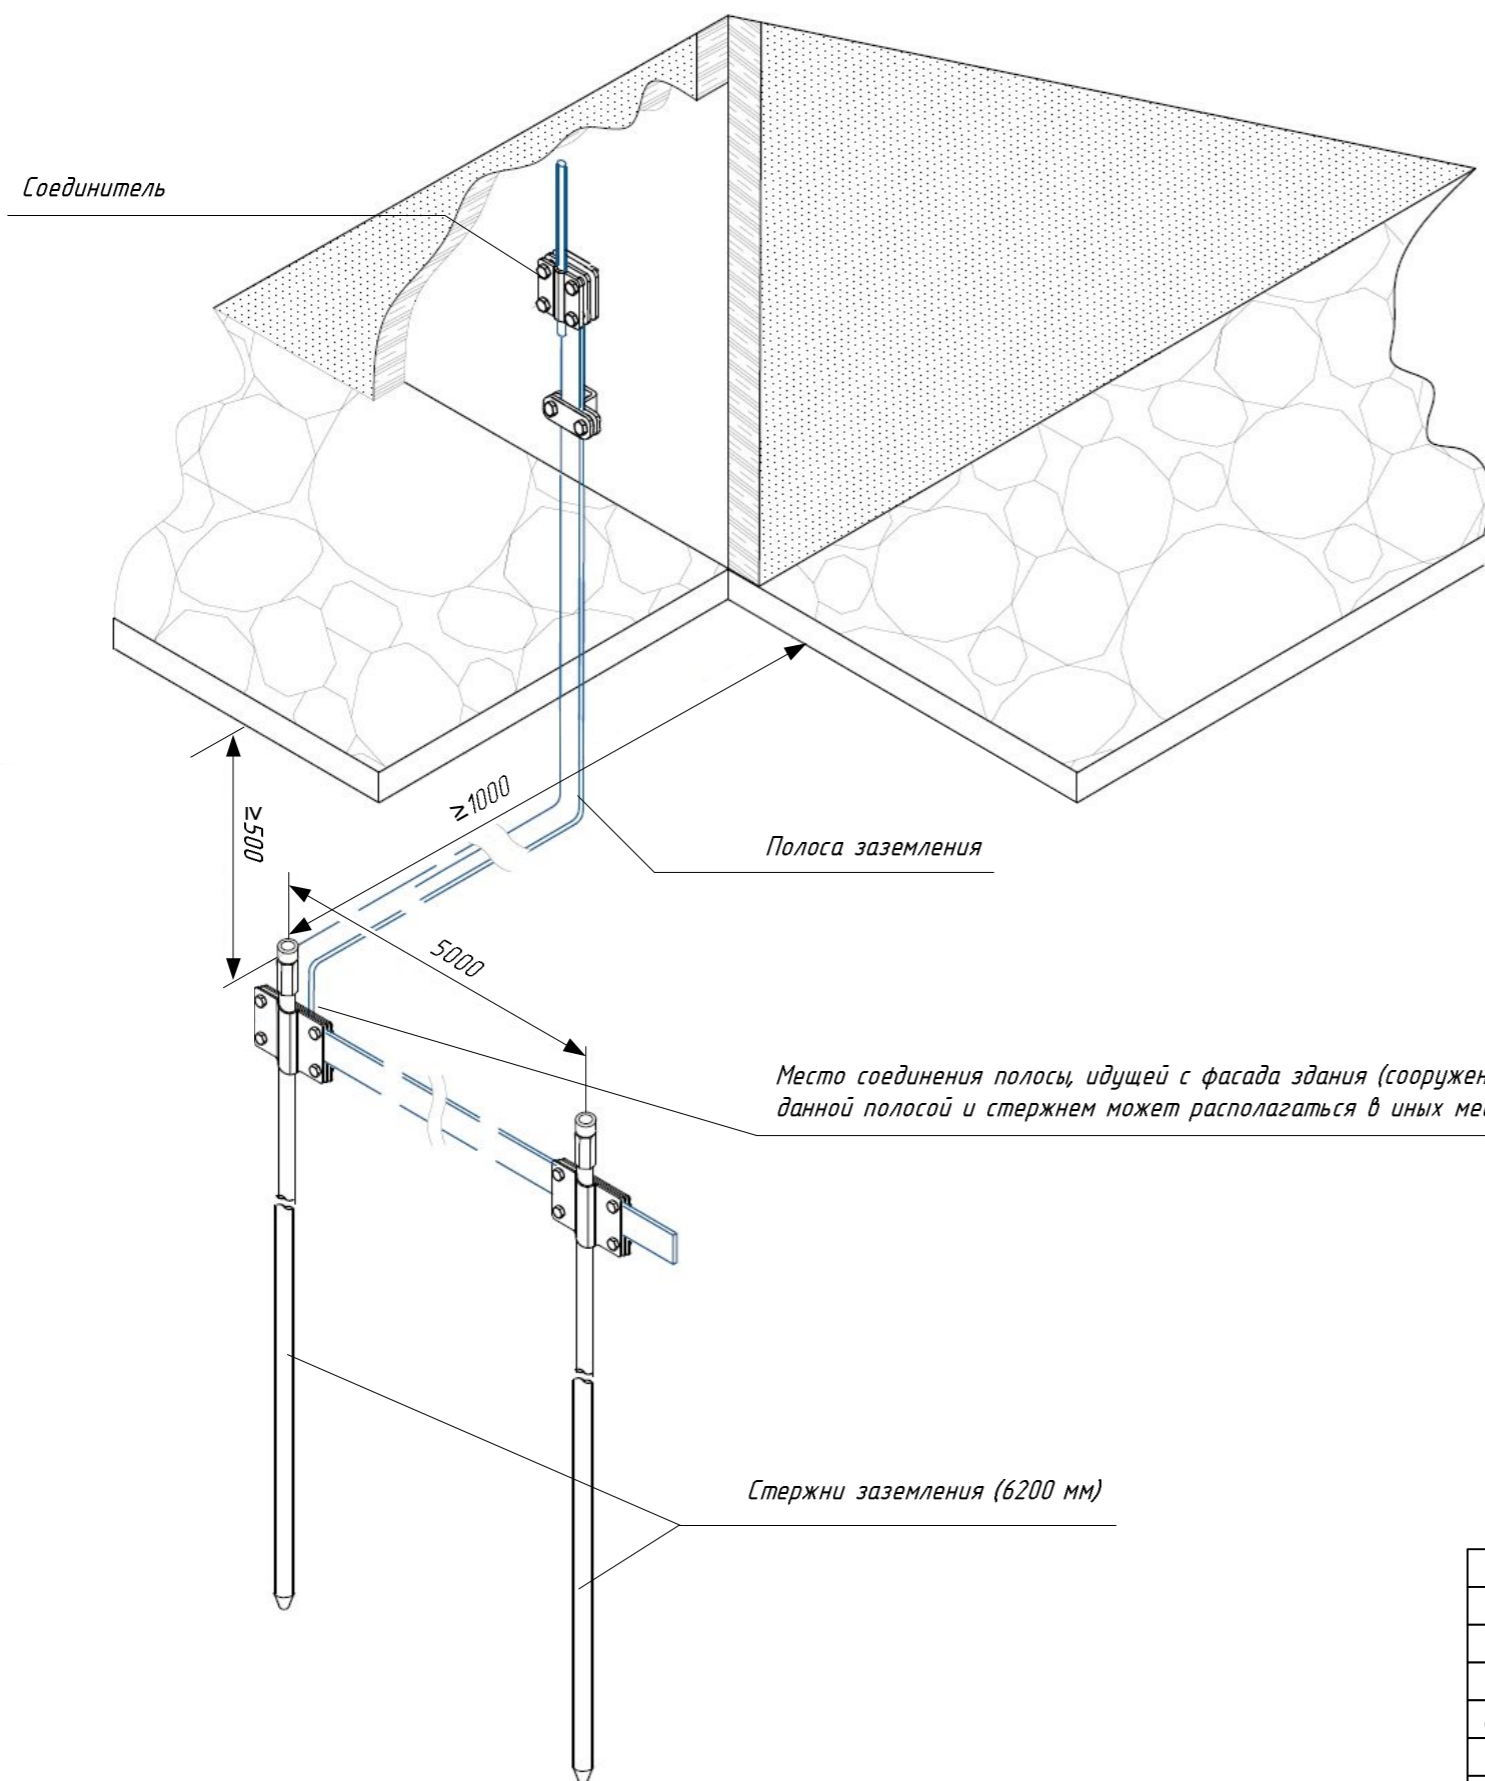 Соединитель
≥1000
≥500
Полоса заземления
5000
Место соединения полосы, идущей с фасада здания (сооружен
данной полосой и стержнем может располагаться в иных ме
Стержни заземления (6200 мм)